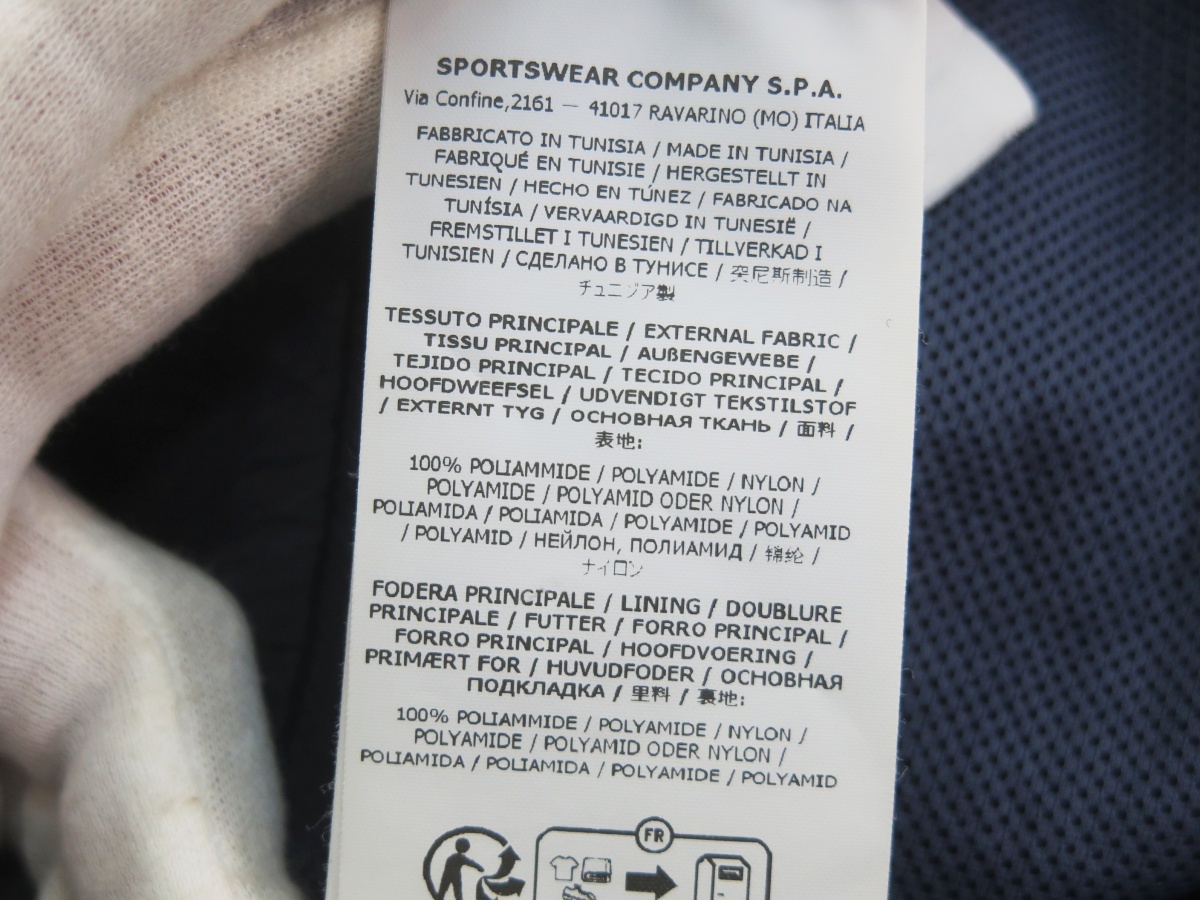 SPORTSWEAR COMPANY S.P.A.
Via Confine,2161 — 41017 RAVARINO (MO) ITALIA
FABBRICATO IN TUNISIA / MADE IN TUNISIA /
FABRIQUÉ EN TUNISIE / HERGESTELLT IN
TUNESIEN / HECHO EN TÚNEZ / FABRICADO NA
TUNÍSIA / VERVAARDIGD IN TUNESIË /
FREMSTILLET I TUNESIEN / TILLVERKAD I
TUNISIEN / СДЕЛАНО В ТУНИСЕ / 突尼斯制造 /
チュニジア製
TESSUTO PRINCIPALE / EXTERNAL FABRIC /
TISSU PRINCIPAL / AUßENGEWEBE /
TEJIDO PRINCIPAL / TECIDO PRINCIPAL /
HOOFDWEEFSEL / UDVENDIGT TEKSTILSTOF
/ EXTERNT TYG / ОСНОВНАЯ ТКАНЬ / 面料 /
表地:
100% POLIAMMIDE / POLYAMIDE / NYLON /
POLYAMIDE / POLYAMID ODER NYLON /
POLIAMIDA / POLIAMIDA / POLYAMIDE / POLYAMID
/ POLYAMID / НЕЙЛОН, ПОЛИАМИД / 锦纶 /
ナイロン
FODERA PRINCIPALE / LINING / DOUBLURE
PRINCIPALE / FUTTER / FORRO PRINCIPAL /
FORRO PRINCIPAL / HOOFDVOERING /
PRIMÆRT FOR / HUVUDFODER / ОСНОВНАЯ
ПОДКЛАДКА / 里料 / 裏地:
100% POLIAMMIDE / POLYAMIDE / NYLON /
POLYAMIDE / POLYAMID ODER NYLON /
POLIAMIDA / POLIAMIDA / POLYAMIDE / POLYAMID
FR